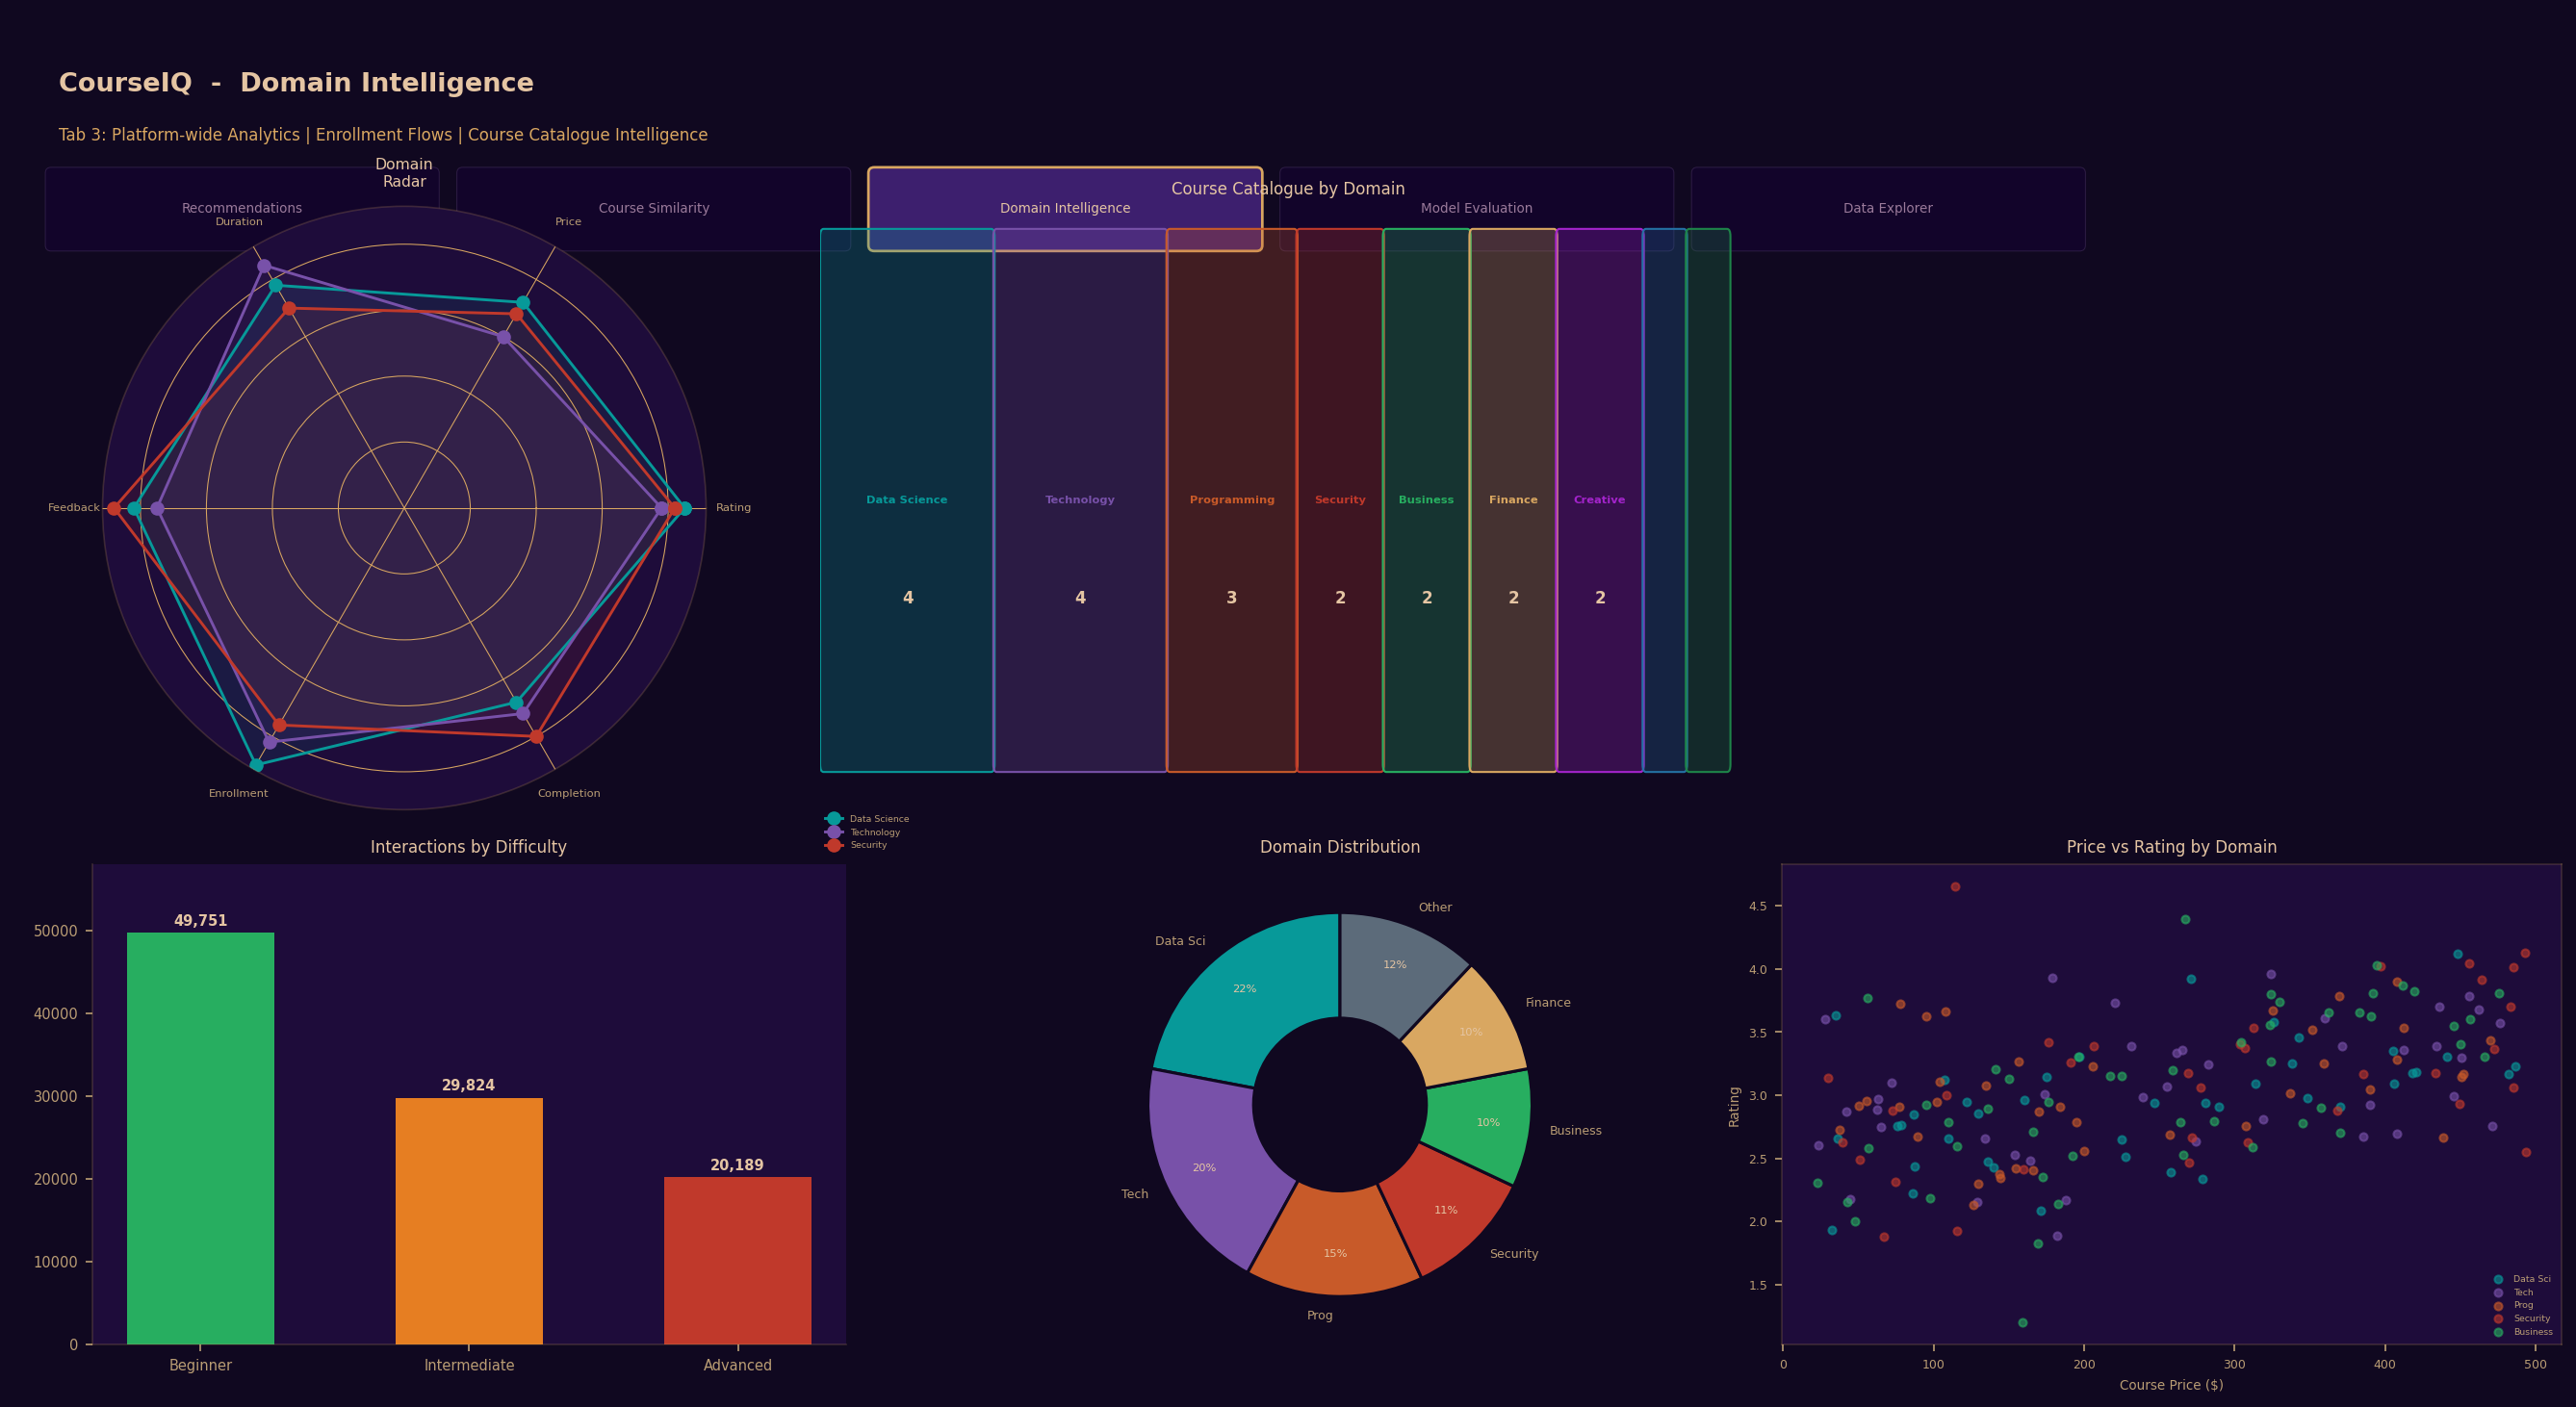 CourseIQ - Domain Intelligence
Tab 3: Platform-wide Analytics | Enrollment Flows | Course Catalogue Intelligence
Recommendations
Course Similarity
Domain Intelligence
Model Evaluation
Data Explorer
Domain
Radar
Duration
Price
Feedback
Rating
Enrollment
Completion
Data Science
Technology
Security
Course Catalogue by Domain
Data Science
Technology
Programming
Security
Business
Finance
Creative
4
4
3
2
2
2
2
Interactions by Difficulty
50000
40000
30000
20000
10000
0
49,751
29,824
20,189
Beginner
Intermediate
Advanced
Domain Distribution
Other
12%
Data Sci
22%
Finance
10%
Business
10%
Tech
20%
Security
11%
Prog
15%
Price vs Rating by Domain
Rating
4.5
4.0
3.5
3.0
2.5
2.0
1.5
0
100
200
300
400
500
Course Price ($)
Data Sci
Tech
Prog
Security
Business